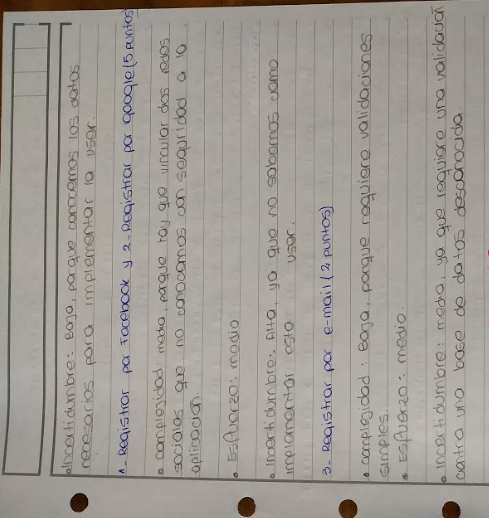 •Incertidumbre: Baja, porque conocemos los datos
necesarios para implementar la user.
1- Registrar por Facebook y 2- Registrar por google (5 puntos)
• complejidad: media, porque hay que vincular dos redes
sociales que no conocemos con seguridad a la
aplicación.
• Esfuerzo: medio
• Incertidumbre: Alta, ya que no sabemos como
implementar esta user.
3- Registrar por e-mail (2 puntos)
• complejidad: Baja, porque requiere validaciones
simples.
• Esfuerzo: medio.
• Incertidumbre: media, ya que requiere una validación
contra una base de datos desconocida.